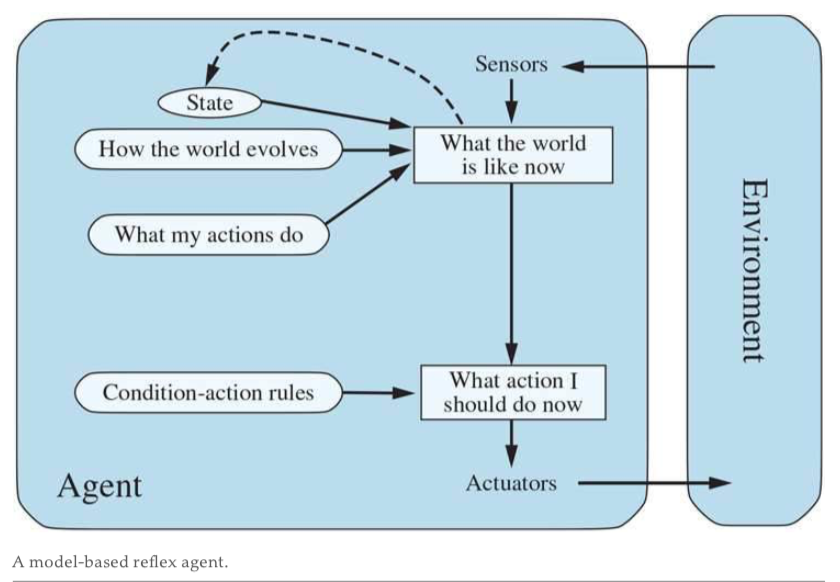 Sensors
State
What the world
is like now
How the world evolves
What my actions do
Environment
What action I
should do now
Condition-action rules
Agent
Actuators
A model-based reflex agent.